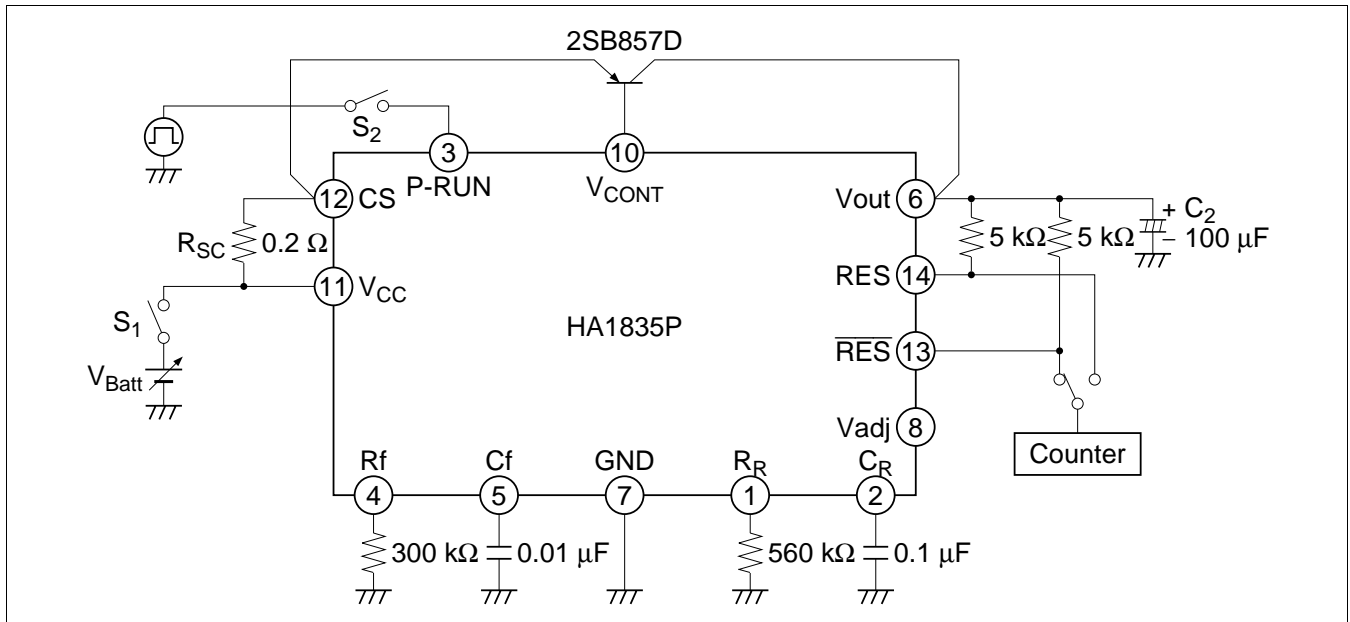 2SB857D
S2
3
10
P-RUN
VCONT
12
CS
Vout
6
+ C2
RSC
0.2 Ω
5 kΩ
5 kΩ
− 100 µF
11
VCC
RES
14
S1
HA1835P
RES
13
VBatt
Vadj
8
Counter
Rf
Cf
GND
RR
CR
4
5
7
1
2
300 kΩ
0.01 µF
560 kΩ
0.1 µF